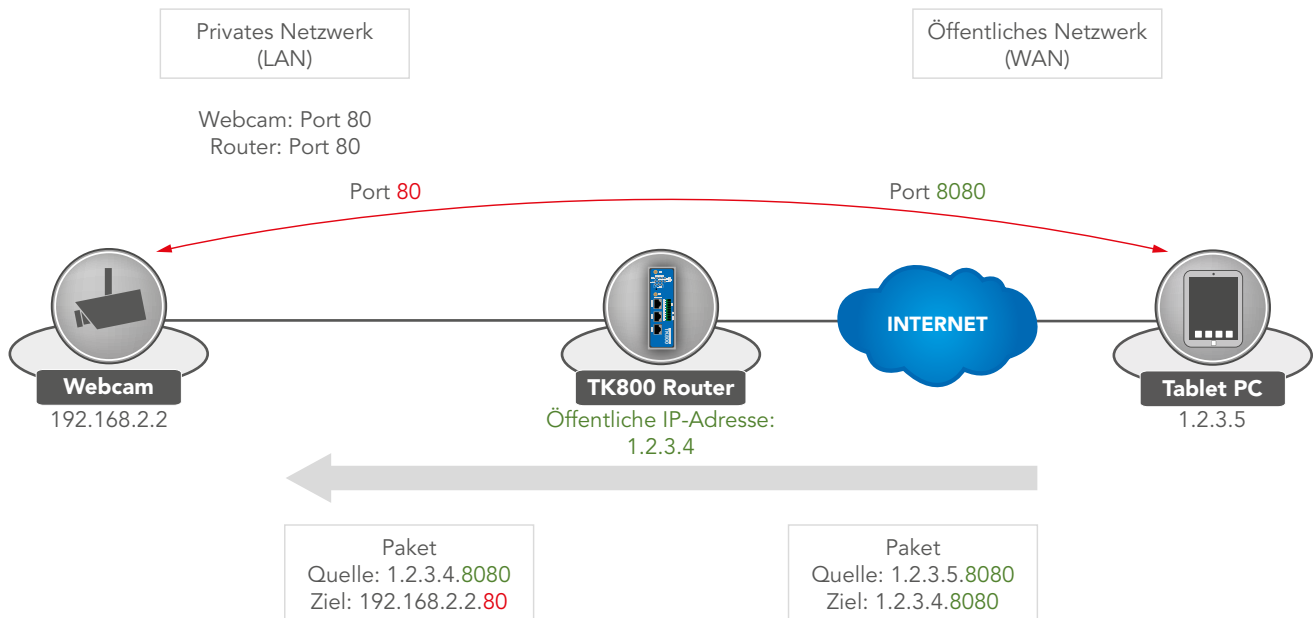 Privates Netzwerk
(LAN)
Öffentliches Netzwerk
(WAN)
Webcam: Port 80
Router: Port 80
Port 80
Port 8080
INTERNET
Webcam
192.168.2.2
TK800 Router
Öffentliche IP-Adresse:
1.2.3.4
Tablet PC
1.2.3.5
Paket
Quelle: 1.2.3.4.8080
Ziel: 192.168.2.2.80
Paket
Quelle: 1.2.3.5.8080
Ziel: 1.2.3.4.8080